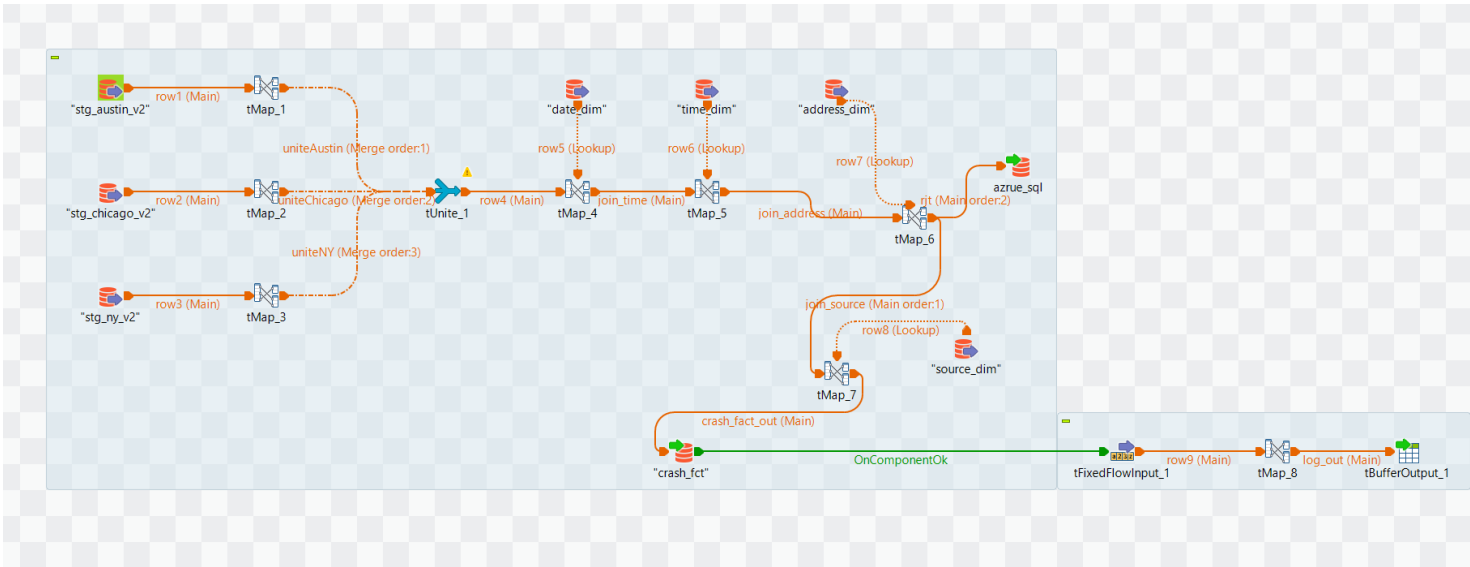 "stg_austin_v2"
row1 (Main)
tMap_1
"date_dim"
"time_dim"
"address_dim"
uniteAustin (Merge order:1)
row5 (Lookup)
row6 (Lookup)
row7 (Lookup)
azrue_sql
"stg_chicago_v2"
row2 (Main)
tMap_2
uniteChicago (Merge order:2)
tUnite_1
row4 (Main)
tMap_4
join_time (Main)
tMap_5
join_address (Main)
rjt (Main order:2)
tMap_6
uniteNY (Merge order:3)
"stg_ny_v2"
row3 (Main)
tMap_3
join_source (Main order:1)
row8 (Lookup)
"source_dim"
tMap_7
crash_fact_out (Main)
"crash_fct"
OnComponentOk
tFixedFlowInput_1
row9 (Main)
tMap_8
log_out (Main)
tBufferOutput_1